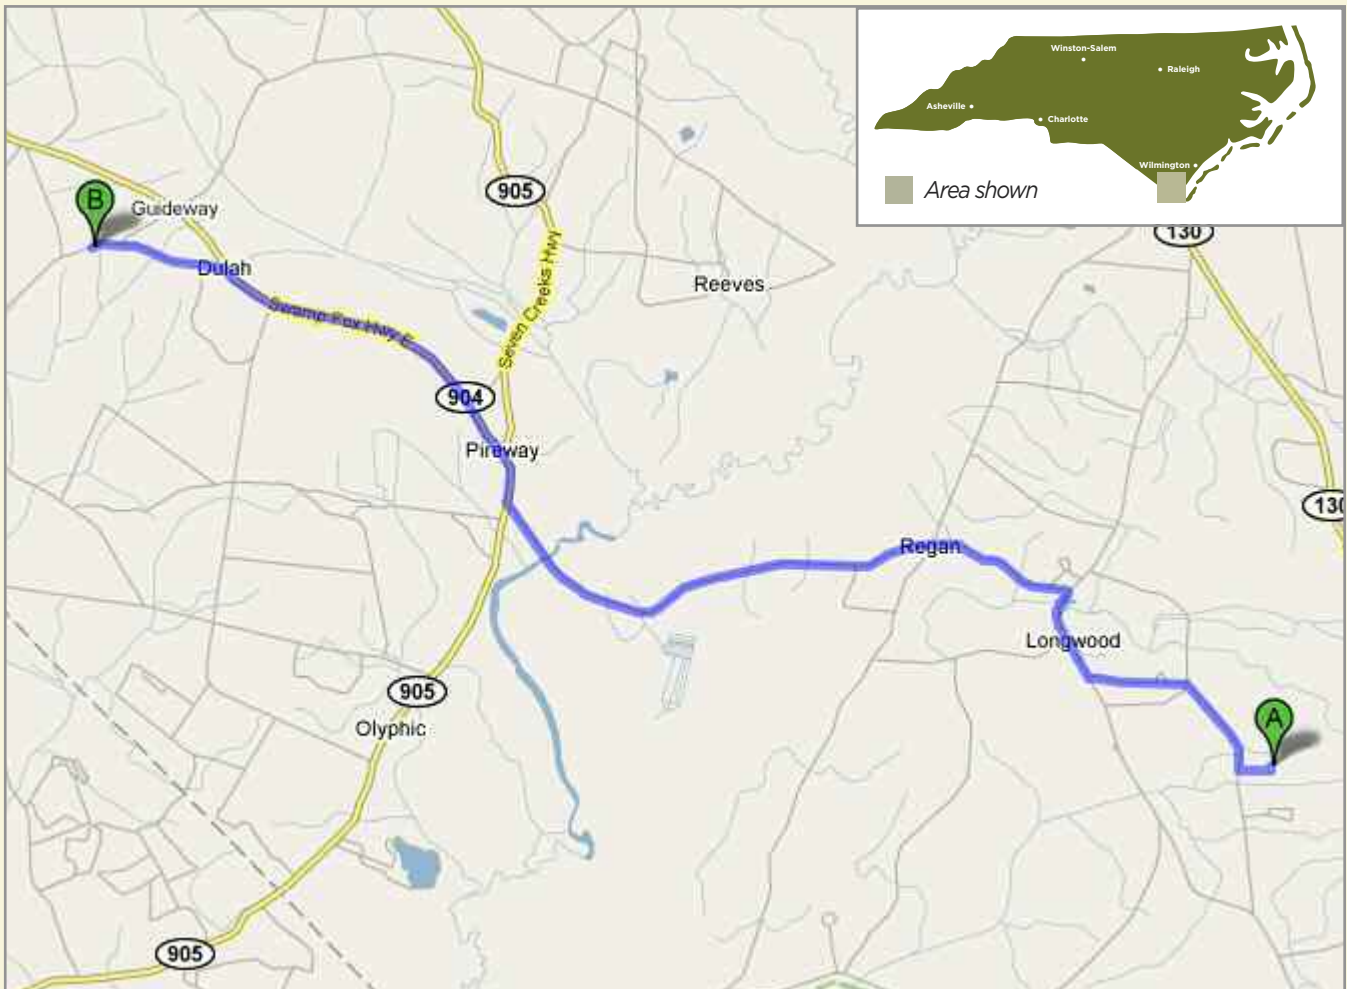 Winston-Salem
Raleigh
Asheville
Charlotte
Wilmington
Area shown
B
Guideway
905
130
Dulah
Reeves
Seven Creeks Hwy
Swamp Fox Hwy E
904
Pireway
130
Regan
Longwood
905
A
Olyphic
905